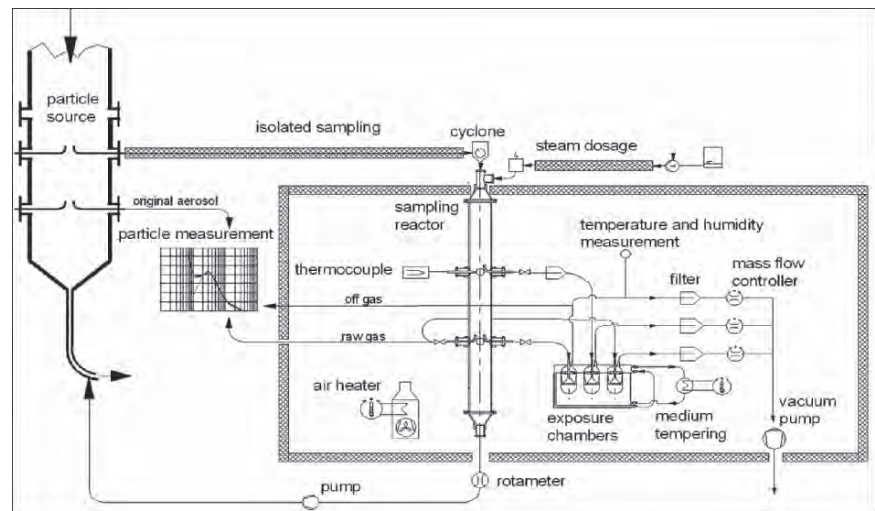 particle
source
isolated sampling
cyclone
steam dosage
original aerosol
particle measurement
sampling
reactor
temperature and humidity
measurement
thermocouple
filter
mass flow
controller
off gas
raw gas
air heater
exposure
chambers
medium
tempering
vacuum
pump
pump
rotameter